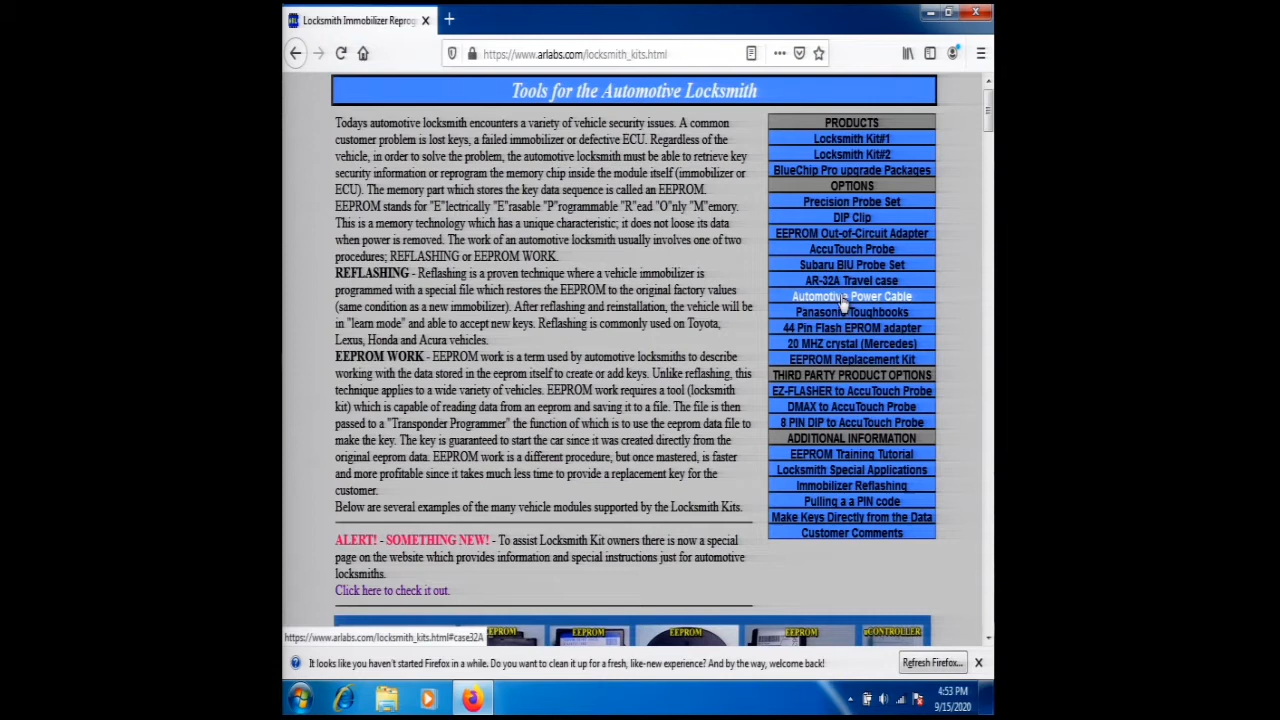 Locksmith Immobilizer Reprog
https://www.arlabs.com/locksmith_kits.html
Tools for the Automotive Locksmith
Todays automotive locksmith encounters a variety of vehicle security issues. A common
customer problem is lost keys, a failed immobilizer or defective ECU. Regardless of the
vehicle, in order to solve the problem, the automotive locksmith must be able to retrieve key
security information or reprogram the memory chip inside the module itself (immobilizer or
ECU). The memory part which stores the key data sequence is called an EEPROM.
EEPROM stands for "E"lectrically "E"rasable "P"rogrammable "R"ead "O"nly "M"emory.
This is a memory technology which has a unique characteristic; it does not loose its data
when power is removed. The work of an automotive locksmith usually involves one of two
procedures; REFLASHING or EEPROM WORK.
REFLASHING - Reflashing is a proven technique where a vehicle immobilizer is
programmed with a special file which restores the EEPROM to the original factory values
(same condition as a new immobilizer). After reflashing and reinstallation, the vehicle will be
in "learn mode" and able to accept new keys. Reflashing is commonly used on Toyota,
Lexus, Honda and Acura vehicles.
EEPROM WORK - EEPROM work is a term used by automotive locksmiths to describe
working with the data stored in the eeprom itself to create or add keys. Unlike reflashing, this
technique applies to a wide variety of vehicles. EEPROM work requires a tool (locksmith
kit) which is capable of reading data from an eeprom and saving it to a file. The file is then
passed to a "Transponder Programmer" the function of which is to use the eeprom data file to
make the key. The key is guaranteed to start the car since it was created directly from the
original eeprom data. EEPROM work is a different procedure, but once mastered, is faster
and more profitable since it takes much less time to provide a replacement key for the
customer.
Below are several examples of the many vehicle modules supported by the Locksmith Kits.
ALERT! - SOMETHING NEW! - To assist Locksmith Kit owners there is now a special
page on the website which provides information and special instructions just for automotive
locksmiths.
Click here to check it out.
PRODUCTS
Locksmith Kit#1
Locksmith Kit#2
BlueChip Pro upgrade Packages
OPTIONS
Precision Probe Set
DIP Clip
EEPROM Out-of-Circuit Adapter
AccuTouch Probe
Subaru BIU Probe Set
AR-32A Travel case
Automotive Power Cable
Panasonic Toughbooks
44 Pin Flash EPROM adapter
20 MHZ crystal (Mercedes)
EEPROM Replacement Kit
THIRD PARTY PRODUCT OPTIONS
EZ-FLASHER to AccuTouch Probe
DMAX to AccuTouch Probe
8 PIN DIP to AccuTouch Probe
ADDITIONAL INFORMATION
EEPROM Training Tutorial
Locksmith Special Applications
Immobilizer Reflashing
Pulling a a PIN code
Make Keys Directly from the Data
Customer Comments
EPROM EEPROM EEPROM EEPROM
https://www.arlabs.com/locksmith_kits.html#case32A
It looks like you haven't started Firefox in a while. Do you want to clean it up for a fresh, like-new experience? And by the way, welcome back!
Refresh Firefox...
4:53 PM
9/15/2020